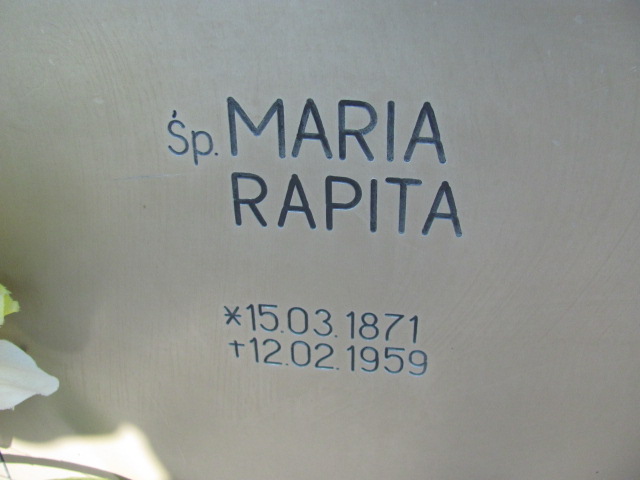 Śp. MARIA
RAPITA
*15.03.1871
†12.02.1959